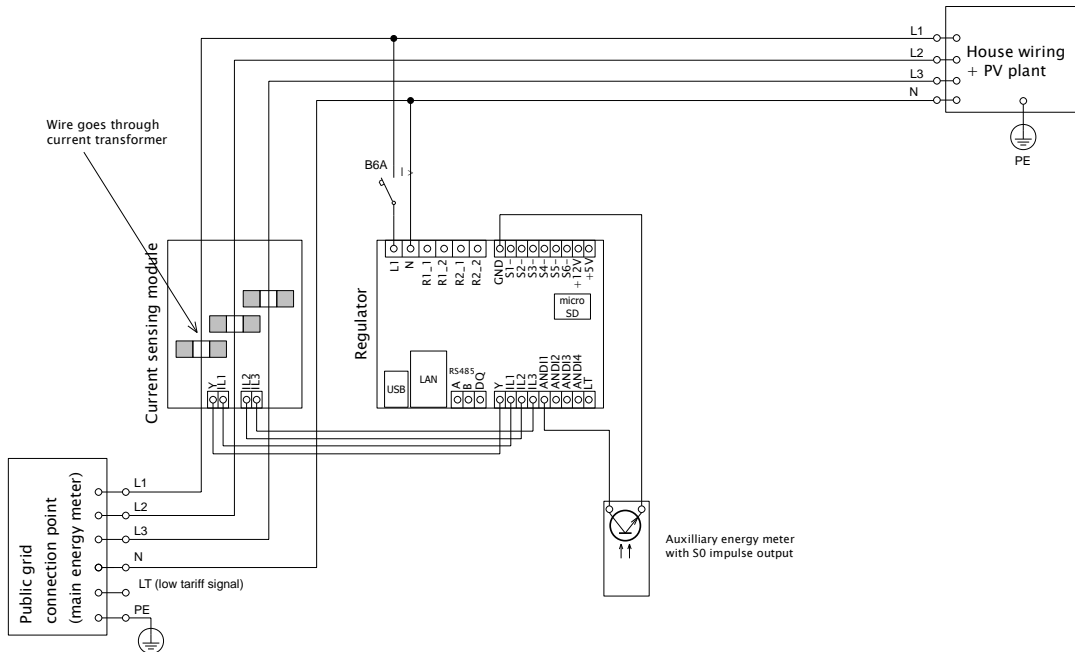 L1
L2
L3
N
House wiring
+ PV plant
PE
Wire goes through
current transformer
B6A
I >
Current sensing module
Y
IL1
IL2
IL3
Regulator
L1
N
R1_1
R1_2
R2_1
R2_2
GND
S1-
S2-
S3-
S4-
S5-
S6-
+12V
+5V
micro
SD
USB
LAN
RS485
A
B
DQ
Y
IL1
IL2
IL3
ANDI1
ANDI2
ANDI3
ANDI4
LT
Public grid
connection point
(main energy meter)
L1
L2
L3
N
LT (low tariff signal)
PE
Auxilliary energy meter
with S0 impulse output